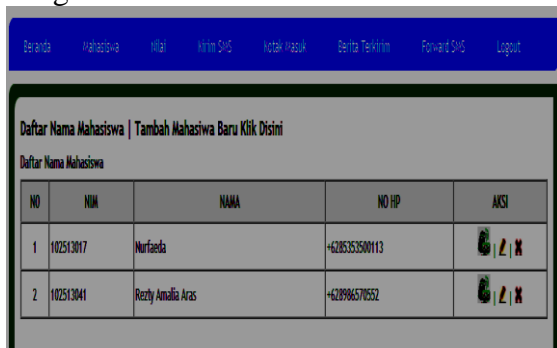 Beranda Mahasiswa Nilai Kirim SMS Kotak Masuk Berita Terkirim Forward SMS Logout
Daftar Nama Mahasiswa | Tambah Mahasiwa Baru Klik Disini
Daftar Nama Mahasiswa
NO NIM NAMA NO HP AKSI
1 102513017 Nurfaeda +6285353500113 | |
2 102513041 Rezty Amalia Aras +628986570552 | |